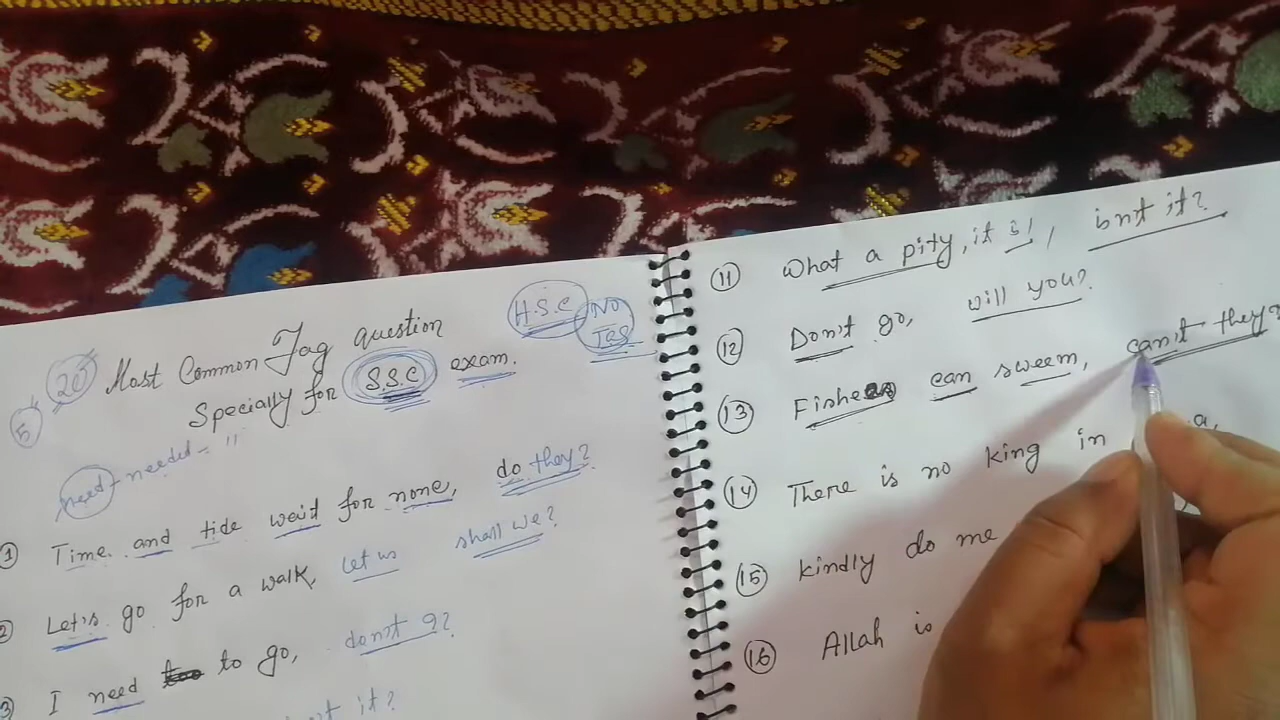 H.S.C
NO
Tag
Most Common Tag question
Specially for S.S.C exam.
5
need - needed - "
① Time and tide wait for none, do they?
2 Let's go for a walk, Let us shall we?
3 I need to go, don't I?
it?
⑪ What a pity, it is!, isn't it?
⑫ Don't go, will you?
⑬ Fishes can sweem, can't they?
⑭ There is no king in a,
⑮ Kindly do me
⑯ Allah is